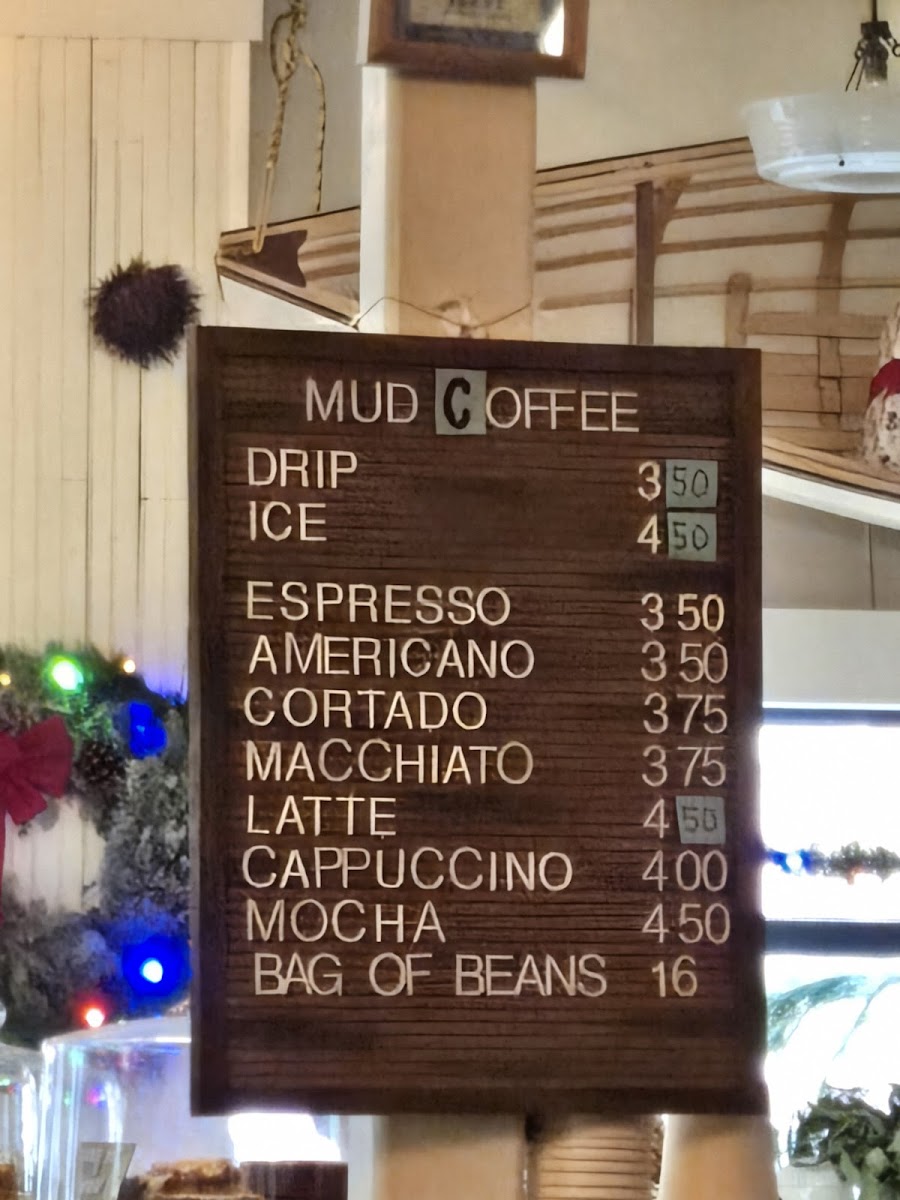 MUD COFFEE
DRIP 3 50
ICE 4 50
ESPRESSO 3 50
AMERICANO 3 50
CORTADO 3 75
MACCHIATO 3 75
LATTE 4 50
CAPPUCCINO 4 00
MOCHA 4 50
BAG OF BEANS 16